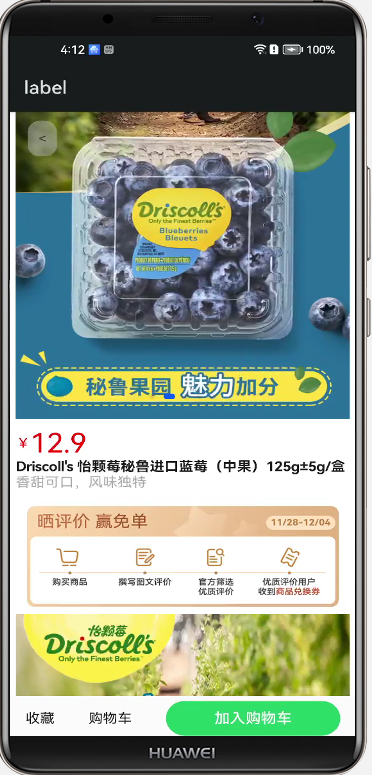 4:12
100%
label
<
Driscoll's
Only the Finest Berries™
Blueberries
Bleuets
秘鲁果园 魅力加分
￥12.9
Driscoll's 怡颗莓秘鲁进口蓝莓（中果）125g±5g/盒
香甜可口，风味独特
晒评价 赢免单
11/28-12/04
购买商品
撰写图文评价
官方筛选
优质评价
优质评价用户
收到商品兑换券
怡颗莓
Driscoll's
Only the Finest Berries™
收藏
购物车
加入购物车
HUAWEI